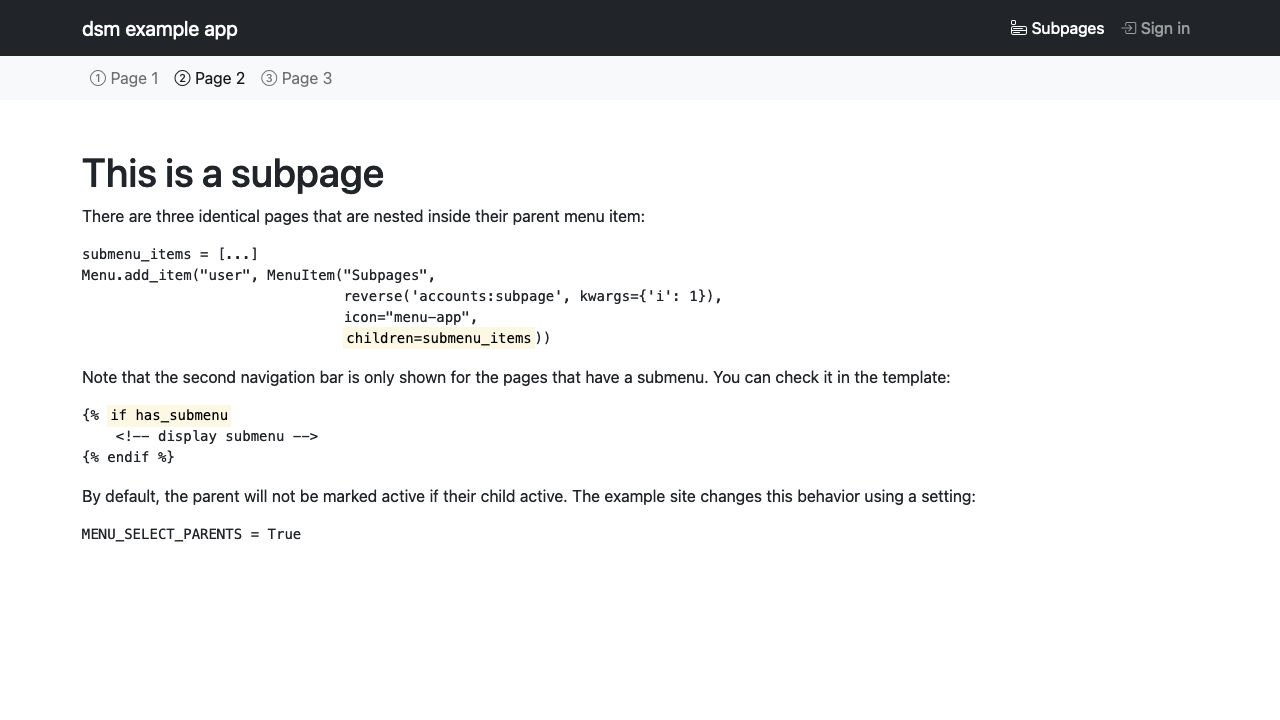 dsm example app
Subpages
Sign in
1 Page 1
2 Page 2
3 Page 3
This is a subpage
There are three identical pages that are nested inside their parent menu item:
submenu_items = [...]
Menu.add_item("user", MenuItem("Subpages",
                               reverse('accounts:subpage', kwargs={'i': 1}),
                               icon="menu-app",
                               children=submenu_items))
Note that the second navigation bar is only shown for the pages that have a submenu. You can check it in the template:
{% if has_submenu
    <!-- display submenu -->
{% endif %}
By default, the parent will not be marked active if their child active. The example site changes this behavior using a setting:
MENU_SELECT_PARENTS = True